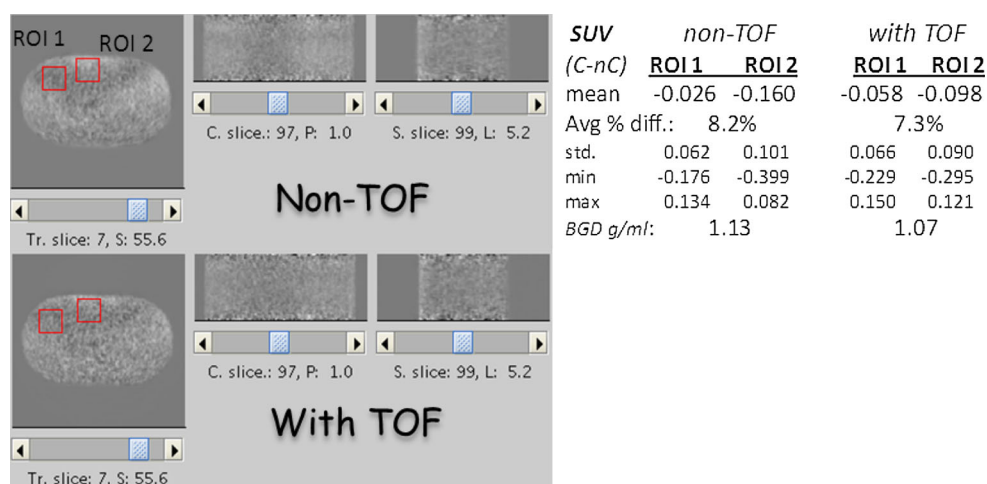 ROI 1 ROI 2
C. slice.: 97, P: 1.0 S. slice: 99, L: 5.2
Non-TOF
Tr. slice: 7, S: 55.6
C. slice.: 97, P: 1.0 S. slice: 99, L: 5.2
With TOF
Tr. slice: 7, S: 55.6
SUV non-TOF with TOF
(C-nC) ROI 1 ROI 2 ROI 1 ROI 2
mean -0.026 -0.160 -0.058 -0.098
Avg % diff.: 8.2% 7.3%
std. 0.062 0.101 0.066 0.090
min -0.176 -0.399 -0.229 -0.295
max 0.134 0.082 0.150 0.121
BGD g/ml: 1.13 1.07